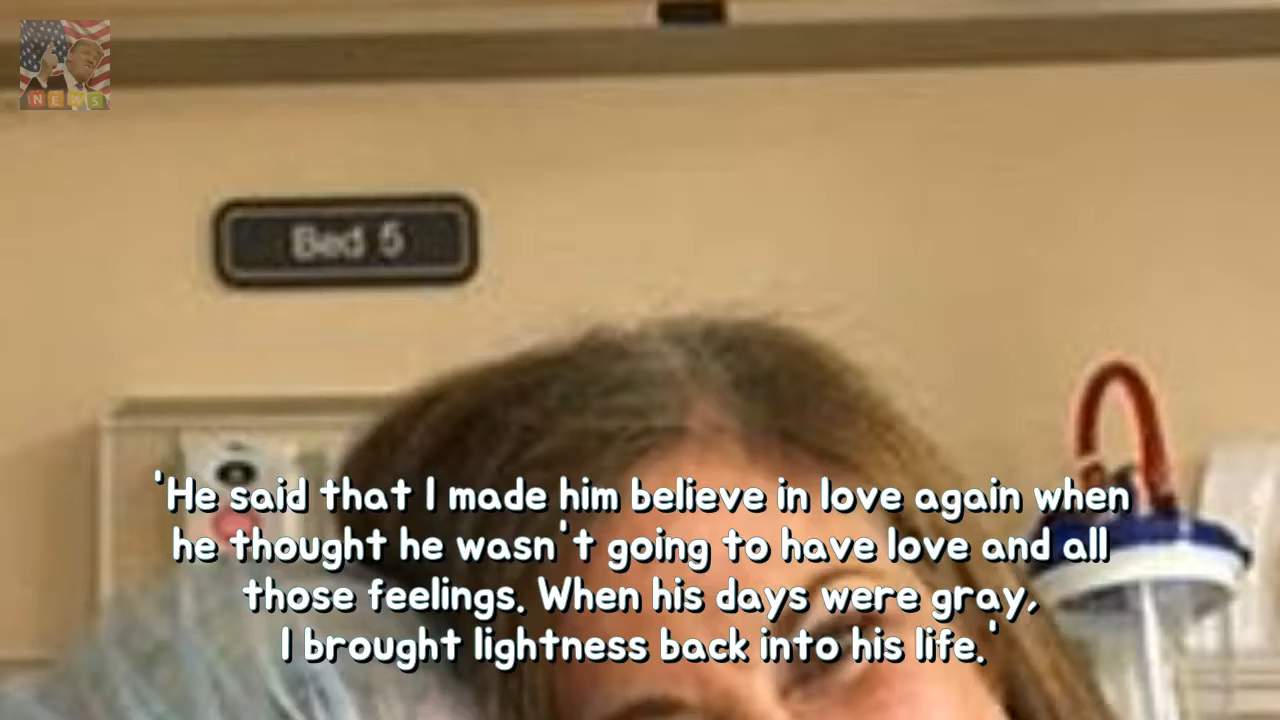 NEWS
Bed 5
'He said that I made him believe in love again when
he thought he wasn't going to have love and all
those feelings. When his days were gray,
I brought lightness back into his life.'